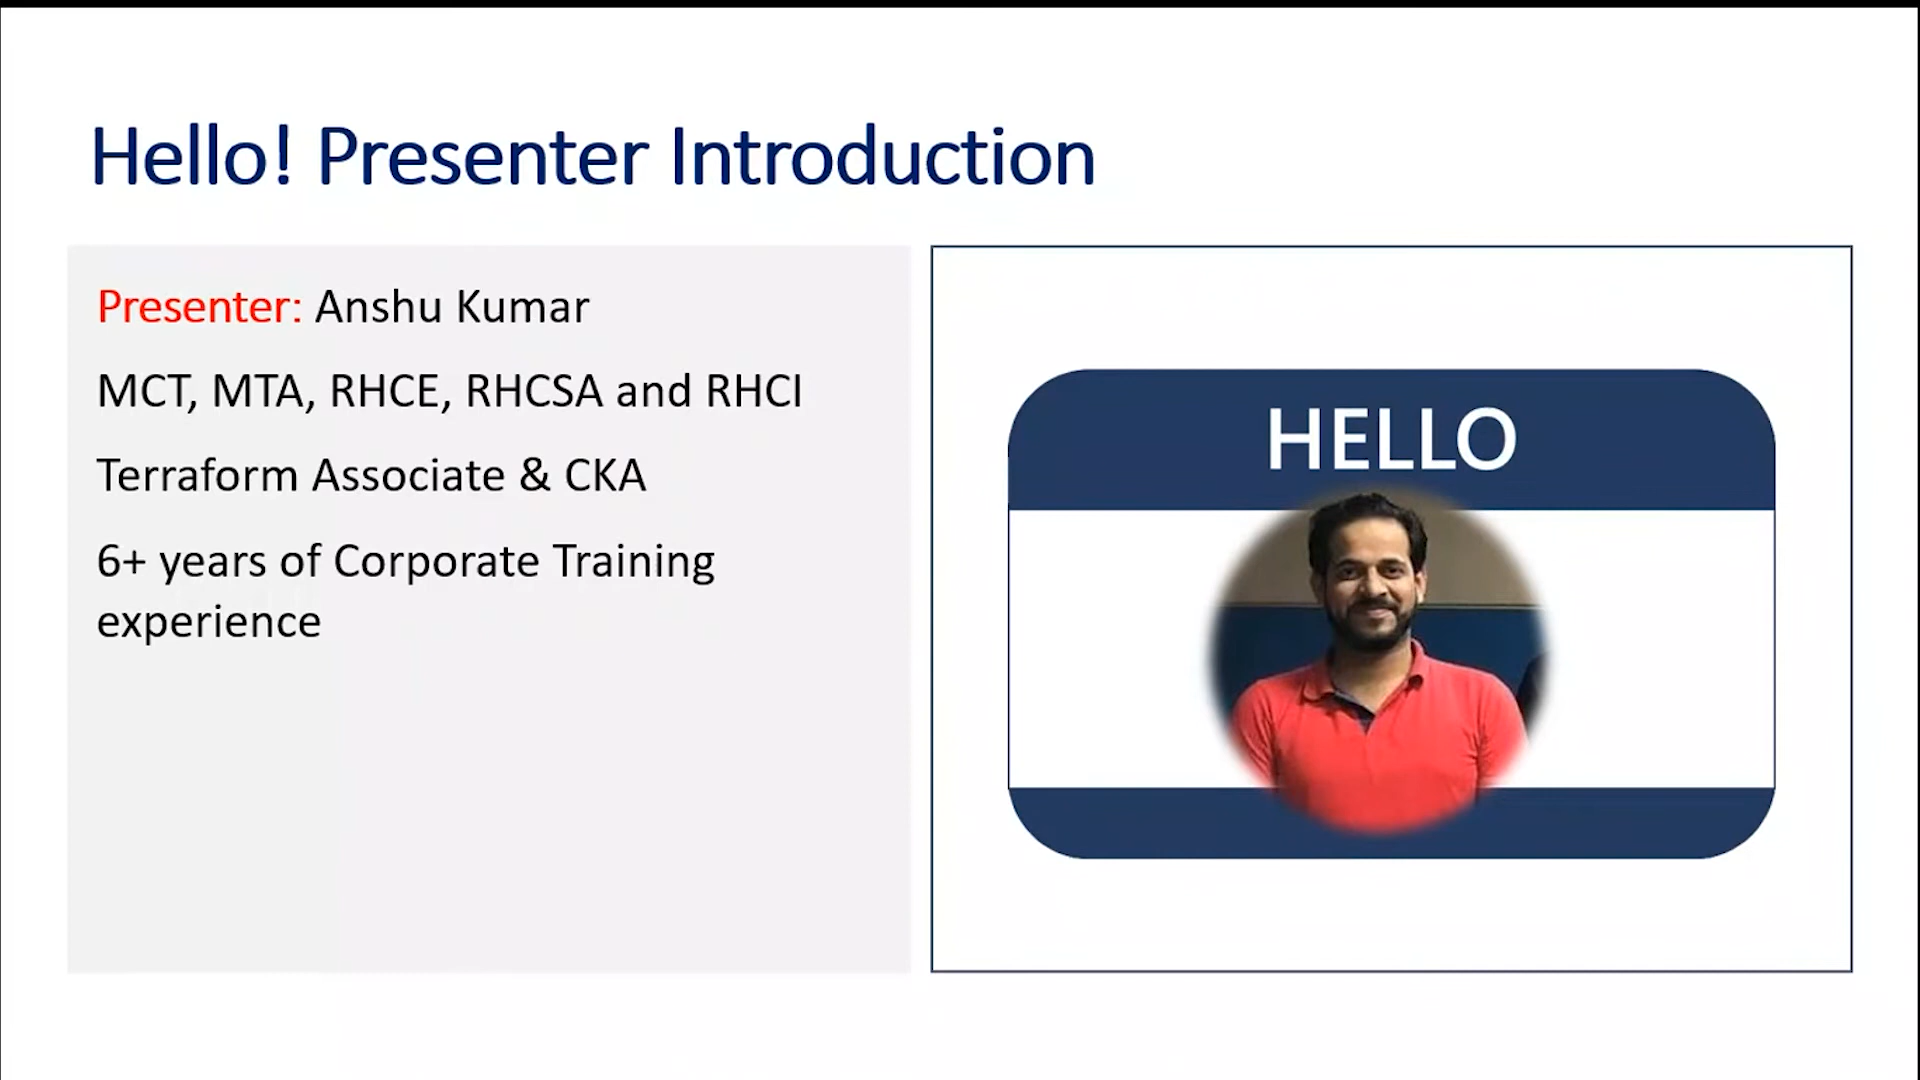 Hello! Presenter Introduction
Presenter: Anshu Kumar
MCT, MTA, RHCE, RHCSA and RHCI
Terraform Associate & CKA
6+ years of Corporate Training
experience
HELLO